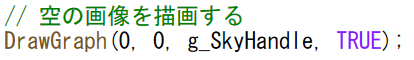 // 空の画像を描画する
DrawGraph(0, 0, g_SkyHandle, TRUE);